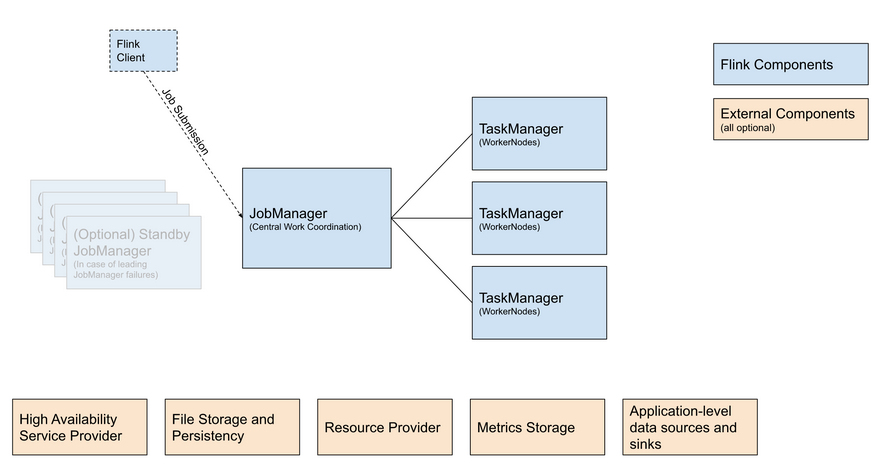 Flink
Client
Job Submission
(Optional) Standby
JobManager
(In case of leading
JobManager failures)
JobManager
(Central Work Coordination)
TaskManager
(WorkerNodes)
TaskManager
(WorkerNodes)
TaskManager
(WorkerNodes)
Flink Components
External Components
(all optional)
High Availability
Service Provider
File Storage and
Persistency
Resource Provider
Metrics Storage
Application-level
data sources and
sinks